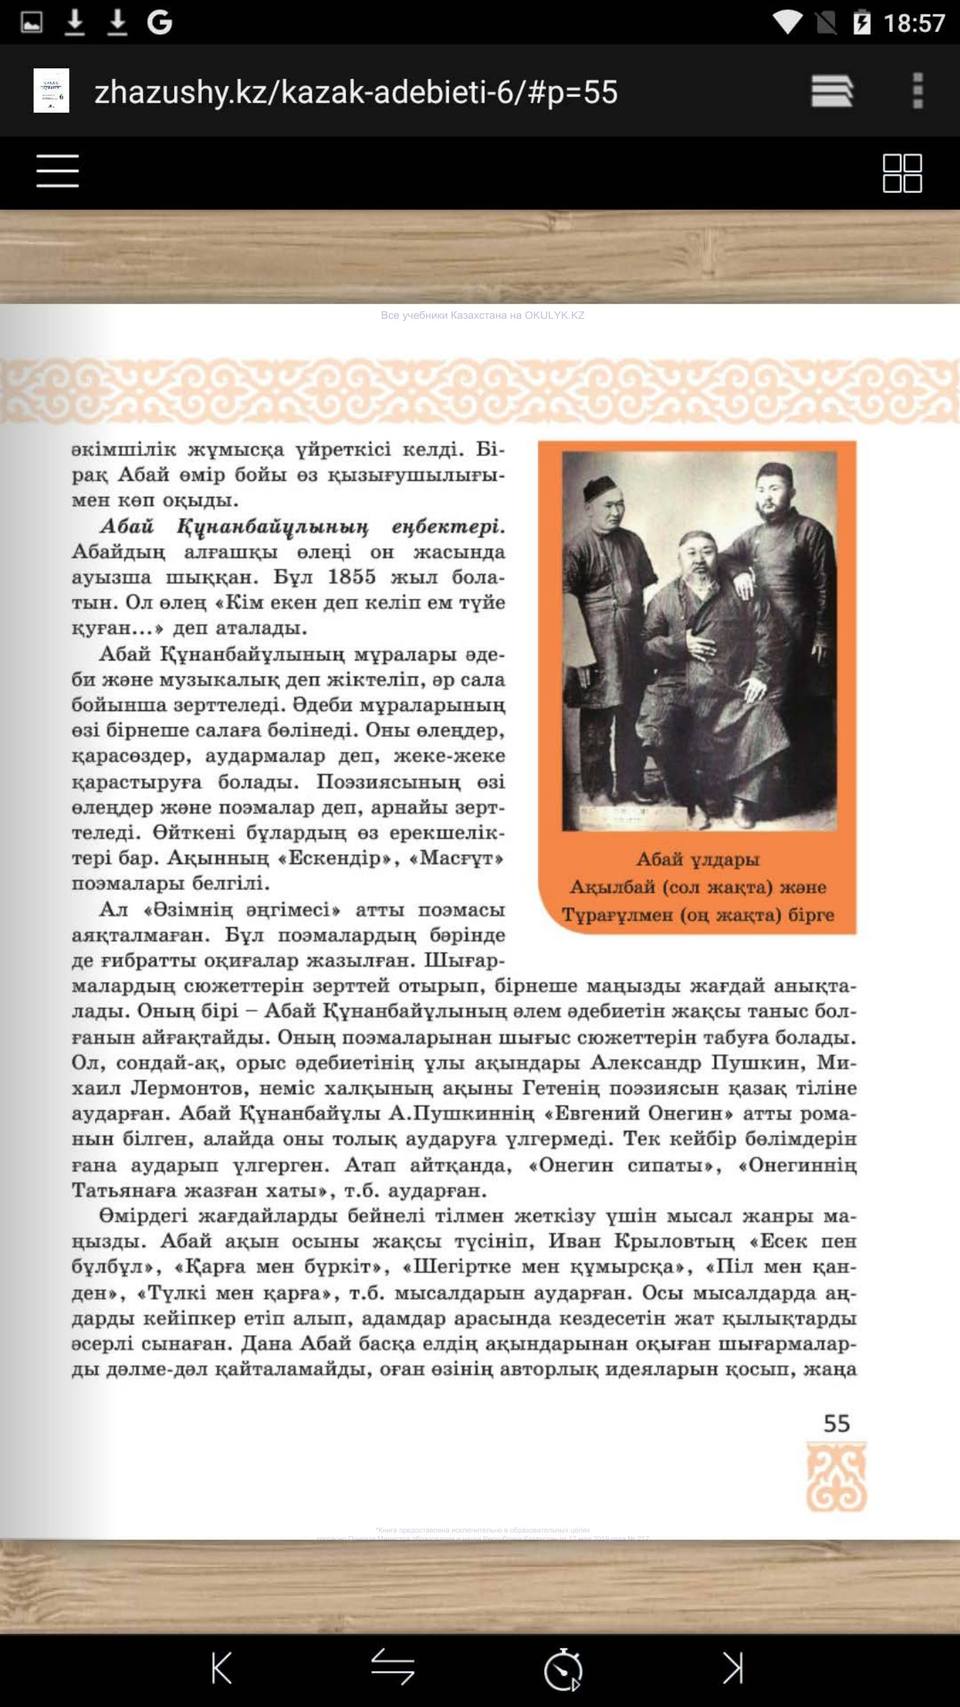 18:57
zhazushy.kz/kazak-adebieti-6/#p=55
Все учебники Казахстана на OKULYK.KZ
әкімшілік жұмысқа үйреткісі келді. Бі-
рақ Абай өмір бойы өз қызығушылығы-
мен көп оқыды.
Абай Құнанбайұлының еңбектері.
Абайдың алғашқы өлеңі он жасында
ауызша шыққан. Бұл 1855 жыл бола-
тын. Ол өлең «Кім екен деп келіп ем түйе
қуған...» деп аталады.
Абай Құнанбайұлының мұралары әде-
би және музыкалық деп жіктеліп, әр сала
бойынша зерттеледі. Әдеби мұраларының
өзі бірнеше салаға бөлінеді. Оны өлеңдер,
қарасөздер, аудармалар деп, жеке-жеке
қарастыруға болады. Поэзиясының өзі
өлеңдер және поэмалар деп, арнайы зерт-
теледі. Өйткені бұлардың өз ерекшелік-
тері бар. Ақынның «Ескендір», «Масғұт»
поэмалары белгілі.
Ал «Әзімнің әңгімесі» атты поэмасы
аяқталмаған. Бұл поэмалардың бәрінде
де ғибратты оқиғалар жазылған. Шығар-
малардың сюжеттерін зерттей отырып, бірнеше маңызды жағдай анықта-
лады. Оның бірі – Абай Құнанбайұлының әлем әдебиетін жақсы таныс бол-
ғанын айғақтайды. Оның поэмаларынан шығыс сюжеттерін табуға болады.
Ол, сондай-ақ, орыс әдебиетінің ұлы ақындары Александр Пушкин, Ми-
хаил Лермонтов, неміс халқының ақыны Гетенің поэзиясын қазақ тіліне
аударған. Абай Құнанбайұлы А.Пушкиннің «Евгений Онегин» атты рома-
нын білген, алайда оны толық аударуға үлгермеді. Тек кейбір бөлімдерін
ғана аударып үлгерген. Атап айтқанда, «Онегин сипаты», «Онегиннің
Татьянаға жазған хаты», т.б. аударған.
Өмірдегі жағдайларды бейнелі тілмен жеткізу үшін мысал жанры ма-
ңызды. Абай ақын осыны жақсы түсініп, Иван Крыловтың «Есек пен
бұлбұл», «Қарға мен бүркіт», «Шегіртке мен құмырсқа», «Піл мен қан-
ден», «Түлкі мен қарға», т.б. мысалдарын аударған. Осы мысалдарда аң-
дарды кейіпкер етіп алып, адамдар арасында кездесетін жат қылықтарды
әсерлі сынаған. Дана Абай басқа елдің ақындарынан оқыған шығармалар-
ды дәлме-дәл қайталамайды, оған өзінің авторлық идеяларын қосып, жаңа
Абай ұлдары
Ақылбай (сол жақта) және
Тұрағұлмен (оң жақта) бірге
55
*Книга предоставлена исключительно в образовательных целях